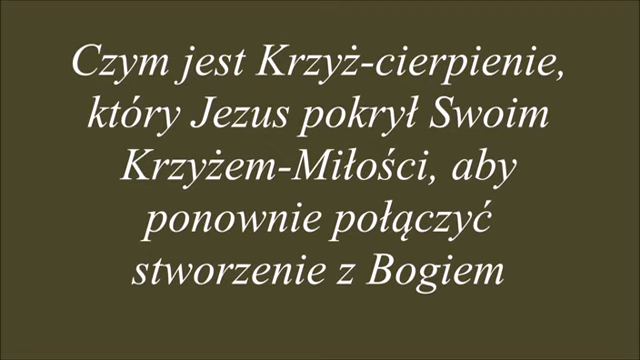 Czym jest Krzyż-cierpienie,
który Jezus pokrył Swoim
Krzyżem-Miłości, aby
ponownie połączyć
stworzenie z Bogiem